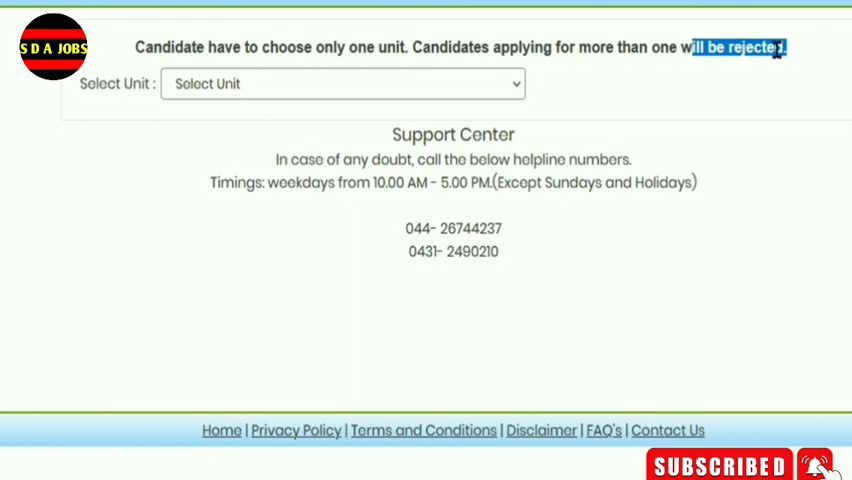 S D A JOBS
Candidate have to choose only one unit. Candidates applying for more than one will be rejected.
Select Unit : Select Unit
Support Center
In case of any doubt, call the below helpline numbers.
Timings: weekdays from 10.00 AM - 5.00 PM.(Except Sundays and Holidays)
044- 26744237
0431- 2490210
Home | Privacy Policy | Terms and Conditions | Disclaimer | FAQ's | Contact Us
SUBSCRIBED